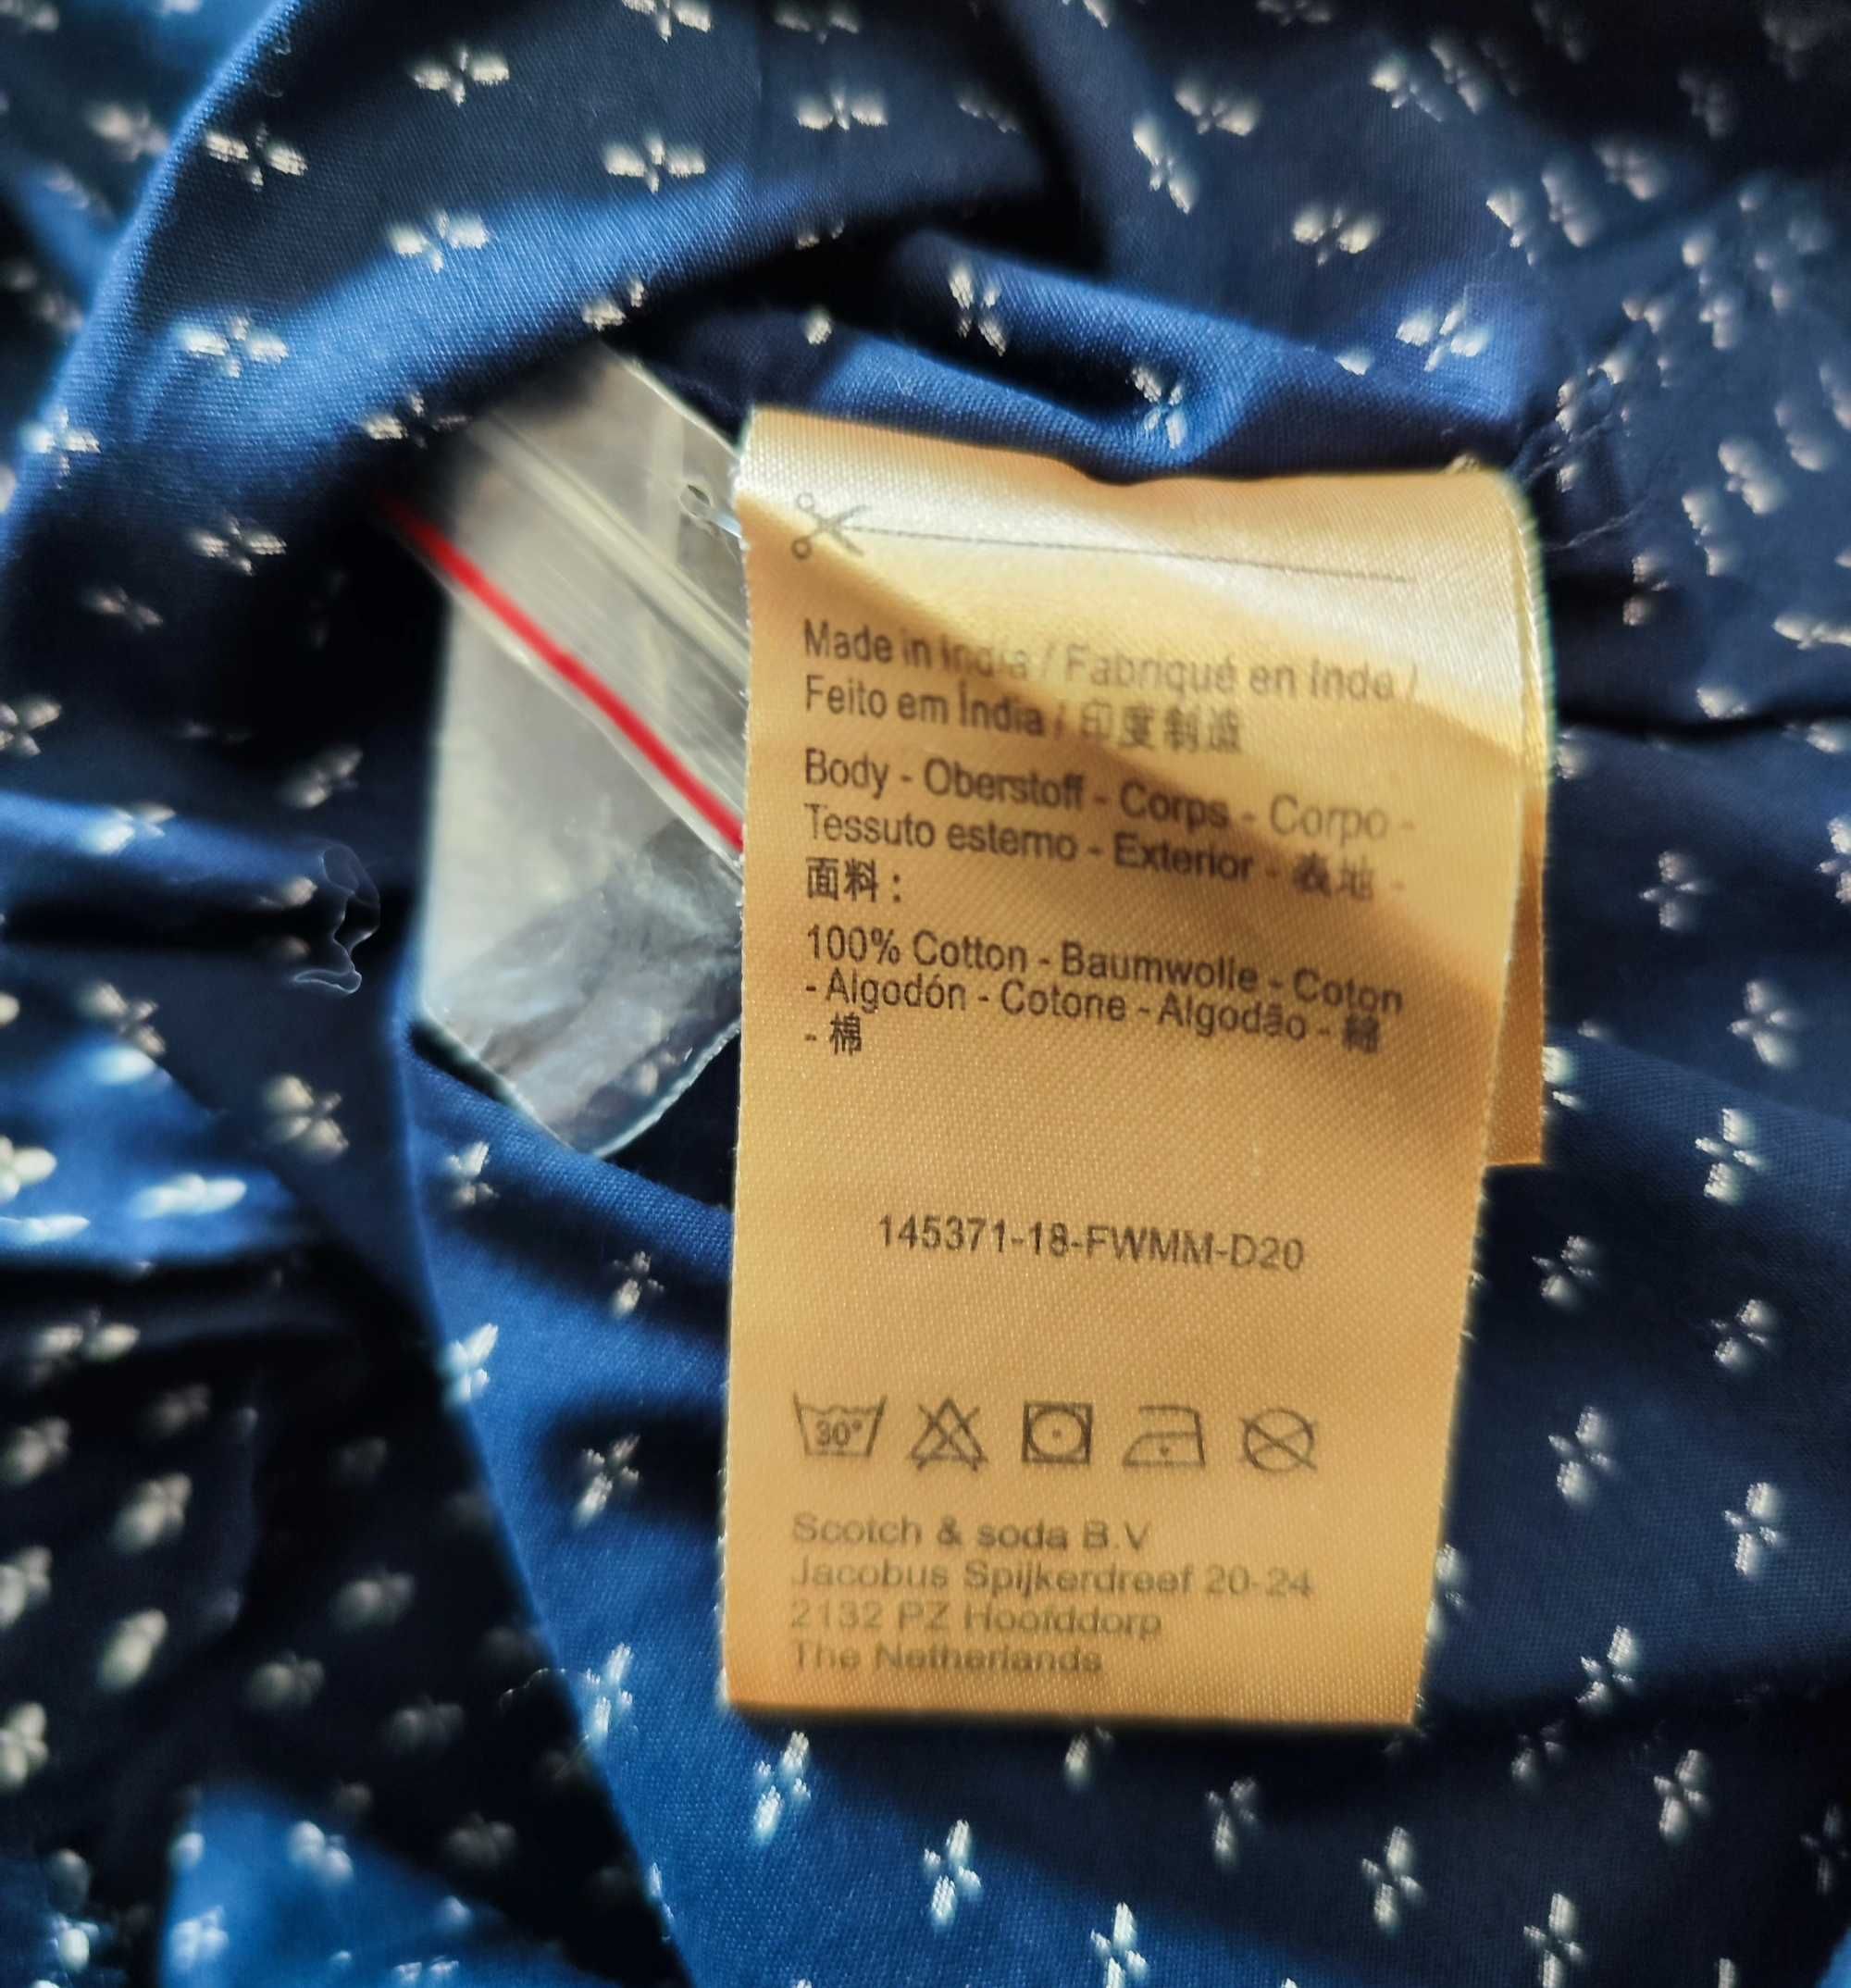 Made in India / Fabriqué en Inde /
Feito em Índia / 印度制造
Body - Oberstoff - Corps - Corpo -
Tessuto esterno - Exterior - 表地 -
面料 :
100% Cotton - Baumwolle - Coton
- Algodón - Cotone - Algodão - 綿
- 棉
145371-18-FWMM-D20
30°
Scotch & soda B.V
Jacobus Spijkerdreef 20-24
2132 PZ Hoofddorp
The Netherlands